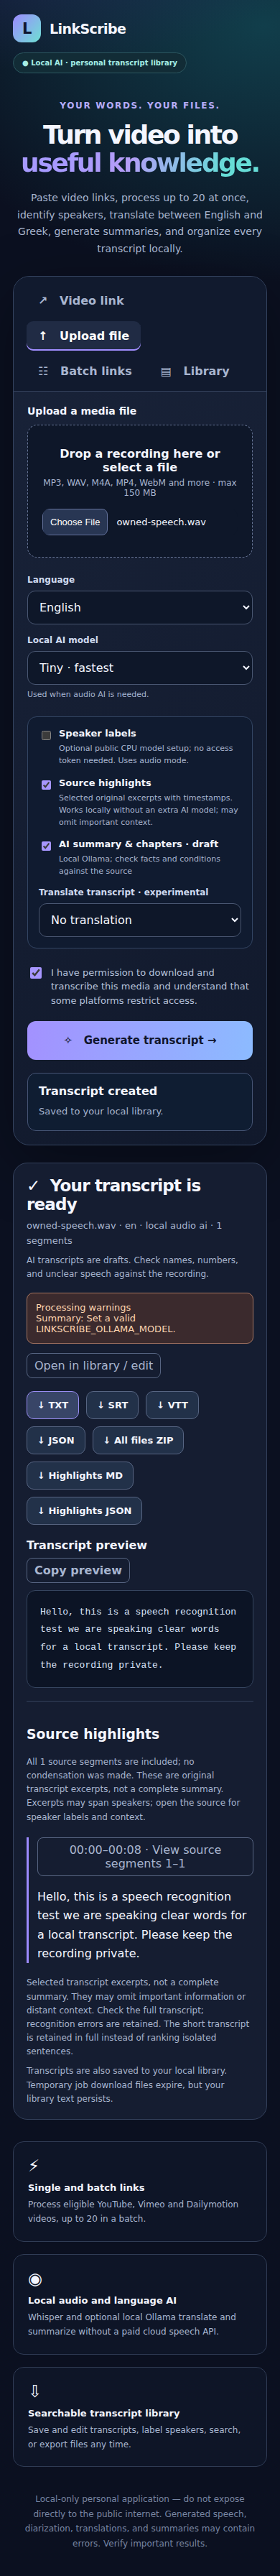 L LinkScribe
● Local AI · personal transcript library
YOUR WORDS. YOUR FILES.
Turn video into
useful knowledge.
Paste video links, process up to 20 at once,
identify speakers, translate between English and
Greek, generate summaries, and organize every
transcript locally.
↗ Video link
↑ Upload file
☷ Batch links ▤ Library
Upload a media file
Drop a recording here or
select a file
MP3, WAV, M4A, MP4, WebM and more · max
150 MB
Choose File owned-speech.wav
Language
English
Local AI model
Tiny · fastest
Used when audio AI is needed.
Speaker labels
Optional public CPU model setup; no access
token needed. Uses audio mode.
Source highlights
Selected original excerpts with timestamps.
Works locally without an extra AI model; may
omit important context.
AI summary & chapters · draft
Local Ollama; check facts and conditions
against the source
Translate transcript · experimental
No translation
I have permission to download and
transcribe this media and understand that
some platforms restrict access.
✧ Generate transcript →
Transcript created
Saved to your local library.
✓ Your transcript is
ready
owned-speech.wav · en · local audio ai · 1
segments
AI transcripts are drafts. Check names, numbers,
and unclear speech against the recording.
Processing warnings
Summary: Set a valid
LINKSCRIBE_OLLAMA_MODEL.
Open in library / edit
↓ TXT ↓ SRT ↓ VTT
↓ JSON ↓ All files ZIP
↓ Highlights MD
↓ Highlights JSON
Transcript preview
Copy preview
Hello, this is a speech recognition
test we are speaking clear words
for a local transcript. Please keep
the recording private.
Source highlights
All 1 source segments are included; no
condensation was made. These are original
transcript excerpts, not a complete summary.
Excerpts may span speakers; open the source for
speaker labels and context.
00:00–00:08 · View source
segments 1–1
Hello, this is a speech recognition
test we are speaking clear words for
a local transcript. Please keep the
recording private.
Selected transcript excerpts, not a complete
summary. They may omit important information or
distant context. Check the full transcript;
recognition errors are retained. The short transcript
is retained in full instead of ranking isolated
sentences.
Transcripts are also saved to your local library.
Temporary job download files expire, but your
library text persists.
⚡
Single and batch links
Process eligible YouTube, Vimeo and Dailymotion
videos, up to 20 in a batch.
◉
Local audio and language AI
Whisper and optional local Ollama translate and
summarize without a paid cloud speech API.
⇩
Searchable transcript library
Save and edit transcripts, label speakers, search,
or export files any time.
Local-only personal application — do not expose
directly to the public internet. Generated speech,
diarization, translations, and summaries may contain
errors. Verify important results.